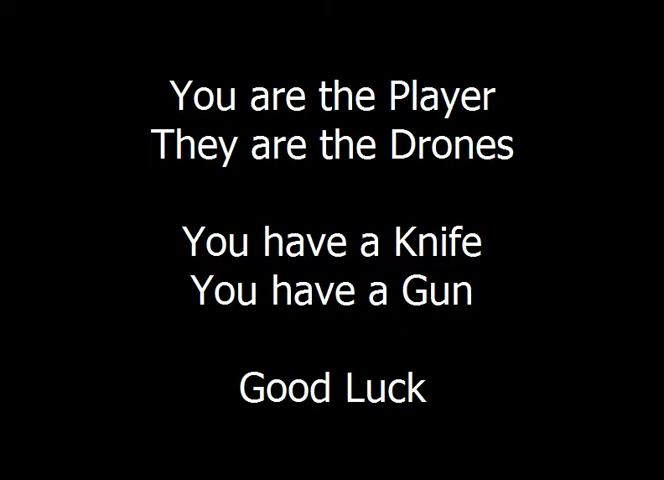 You are the Player
They are the Drones
You have a Knife
You have a Gun
Good Luck